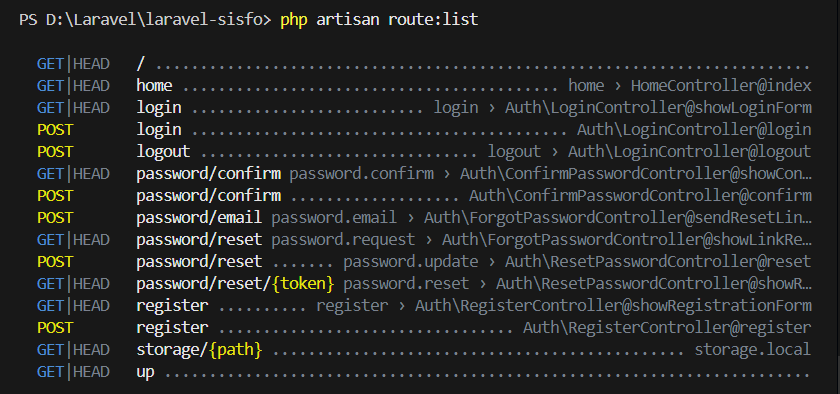 PS D:\Laravel\laravel-sisfo> php artisan route:list
GET|HEAD / ........................................................................
GET|HEAD home .......................................... home › HomeController@index
GET|HEAD login .......................... login › Auth\LoginController@showLoginForm
POST login .......................................... Auth\LoginController@login
POST logout ............................... logout › Auth\LoginController@logout
GET|HEAD password/confirm password.confirm › Auth\ConfirmPasswordController@showCon…
POST password/confirm ...................... Auth\ConfirmPasswordController@confirm
POST password/email password.email › Auth\ForgotPasswordController@sendResetLin…
GET|HEAD password/reset password.request › Auth\ForgotPasswordController@showLinkRe…
POST password/reset ....... password.update › Auth\ResetPasswordController@reset
GET|HEAD password/reset/{token} password.reset › Auth\ResetPasswordController@showR…
GET|HEAD register .......... register › Auth\RegisterController@showRegistrationForm
POST register ................................. Auth\RegisterController@register
GET|HEAD storage/{path} .............................................. storage.local
GET|HEAD up .......................................................................